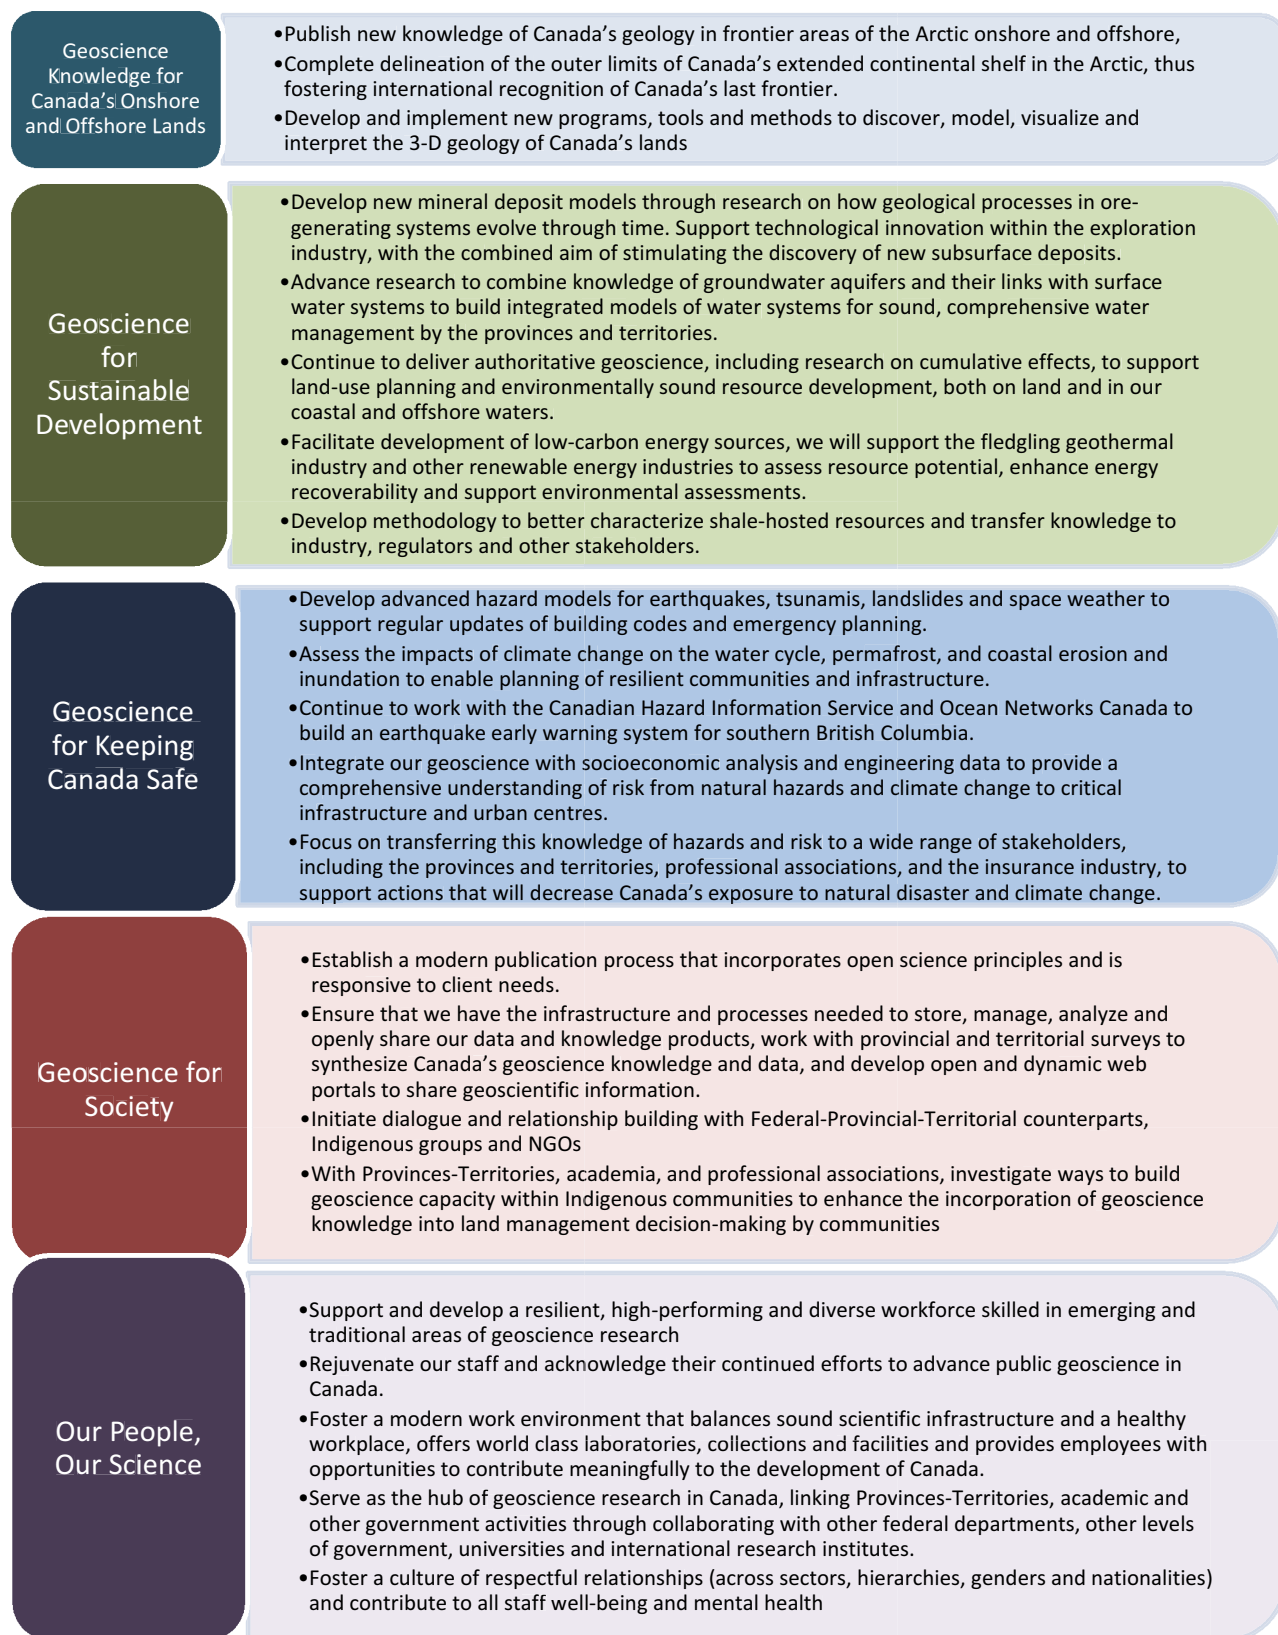 Geoscience
Knowledge for
Canada's Onshore
and Offshore Lands
•Publish new knowledge of Canada's geology in frontier areas of the Arctic onshore and offshore,
•Complete delineation of the outer limits of Canada's extended continental shelf in the Arctic, thus
fostering international recognition of Canada's last frontier.
•Develop and implement new programs, tools and methods to discover, model, visualize and
interpret the 3-D geology of Canada's lands
Geoscience
for
Sustainable
Development
•Develop new mineral deposit models through research on how geological processes in ore-
generating systems evolve through time. Support technological innovation within the exploration
industry, with the combined aim of stimulating the discovery of new subsurface deposits.
•Advance research to combine knowledge of groundwater aquifers and their links with surface
water systems to build integrated models of water systems for sound, comprehensive water
management by the provinces and territories.
•Continue to deliver authoritative geoscience, including research on cumulative effects, to support
land-use planning and environmentally sound resource development, both on land and in our
coastal and offshore waters.
•Facilitate development of low-carbon energy sources, we will support the fledgling geothermal
industry and other renewable energy industries to assess resource potential, enhance energy
recoverability and support environmental assessments.
•Develop methodology to better characterize shale-hosted resources and transfer knowledge to
industry, regulators and other stakeholders.
Geoscience
for Keeping
Canada Safe
•Develop advanced hazard models for earthquakes, tsunamis, landslides and space weather to
support regular updates of building codes and emergency planning.
•Assess the impacts of climate change on the water cycle, permafrost, and coastal erosion and
inundation to enable planning of resilient communities and infrastructure.
•Continue to work with the Canadian Hazard Information Service and Ocean Networks Canada to
build an earthquake early warning system for southern British Columbia.
•Integrate our geoscience with socioeconomic analysis and engineering data to provide a
comprehensive understanding of risk from natural hazards and climate change to critical
infrastructure and urban centres.
•Focus on transferring this knowledge of hazards and risk to a wide range of stakeholders,
including the provinces and territories, professional associations, and the insurance industry, to
support actions that will decrease Canada's exposure to natural disaster and climate change.
Geoscience for
Society
•Establish a modern publication process that incorporates open science principles and is
responsive to client needs.
•Ensure that we have the infrastructure and processes needed to store, manage, analyze and
openly share our data and knowledge products, work with provincial and territorial surveys to
synthesize Canada's geoscience knowledge and data, and develop open and dynamic web
portals to share geoscientific information.
•Initiate dialogue and relationship building with Federal-Provincial-Territorial counterparts,
Indigenous groups and NGOs
•With Provinces-Territories, academia, and professional associations, investigate ways to build
geoscience capacity within Indigenous communities to enhance the incorporation of geoscience
knowledge into land management decision-making by communities
Our People,
Our Science
•Support and develop a resilient, high-performing and diverse workforce skilled in emerging and
traditional areas of geoscience research
•Rejuvenate our staff and acknowledge their continued efforts to advance public geoscience in
Canada.
•Foster a modern work environment that balances sound scientific infrastructure and a healthy
workplace, offers world class laboratories, collections and facilities and provides employees with
opportunities to contribute meaningfully to the development of Canada.
•Serve as the hub of geoscience research in Canada, linking Provinces-Territories, academic and
other government activities through collaborating with other federal departments, other levels
of government, universities and international research institutes.
•Foster a culture of respectful relationships (across sectors, hierarchies, genders and nationalities)
and contribute to all staff well-being and mental health